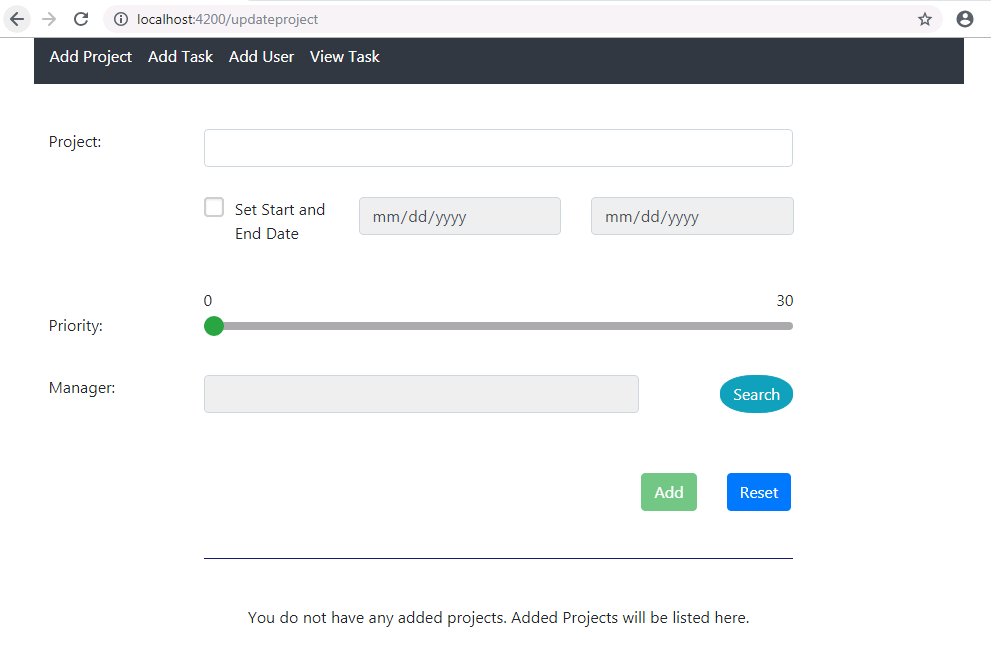 localhost:4200/updateproject
Add Project Add Task Add User View Task
Project:
Set Start and
End Date
mm/dd/yyyy mm/dd/yyyy
0 30
Priority:
Manager:
Search
Add Reset
You do not have any added projects. Added Projects will be listed here.